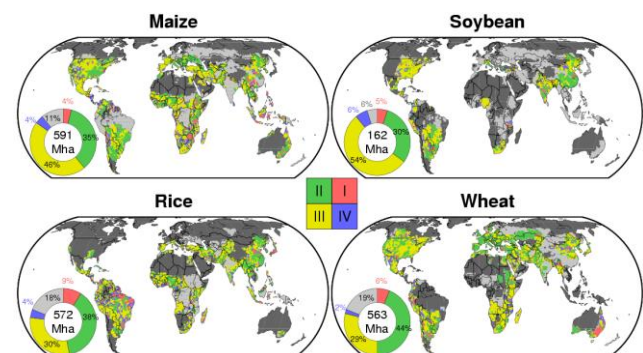 Maize
Soybean
4%
4%
11%
35%
46%
591
Mha
5%
6%
6%
30%
54%
162
Mha
II
I
III
IV
Rice
Wheat
9%
4%
18%
38%
30%
572
Mha
6%
2%
19%
44%
29%
563
Mha